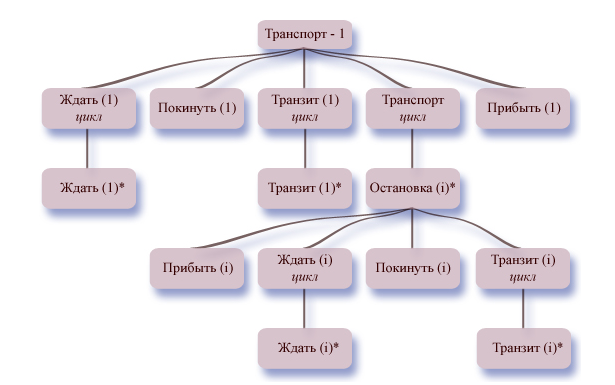 Транспорт - 1
Ждать (1)
цикл
Покинуть (1)
Транзит (1)
цикл
Транспорт
цикл
Прибыть (1)
Ждать (1)*
Транзит (1)*
Остановка (i)*
Прибыть (i)
Ждать (i)
цикл
Покинуть (i)
Транзит (i)
цикл
Ждать (i)*
Транзит (i)*